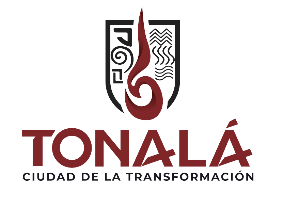 TONALÁ
CIUDAD DE LA TRANSFORMACIÓN